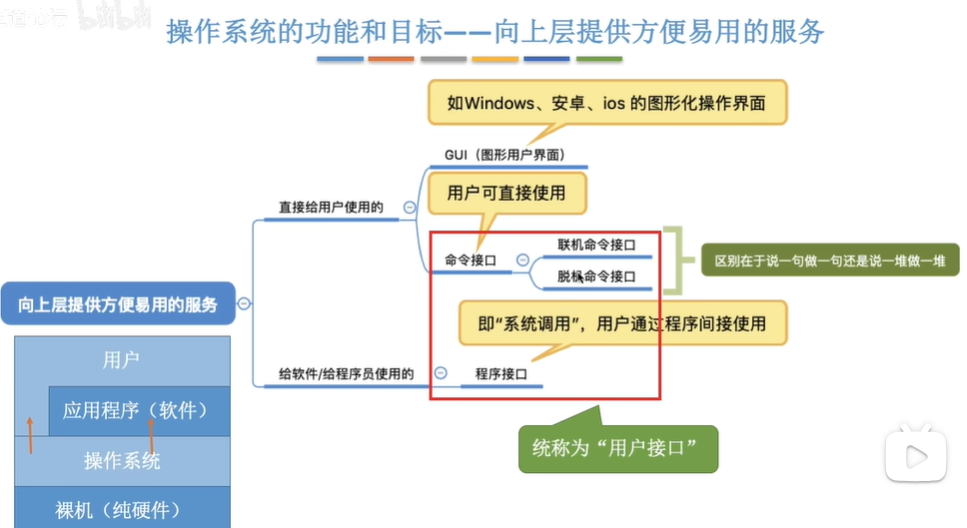 操作系统的功能和目标——向上层提供方便易用的服务
如Windows、安卓、ios 的图形化操作界面
GUI（图形用户界面）
用户可直接使用
直接给用户使用的
命令接口
联机命令接口
脱机命令接口
区别在于说一句做一句还是说一堆做一堆
向上层提供方便易用的服务
即“系统调用”，用户通过程序间接使用
给软件/给程序员使用的
程序接口
统称为“用户接口”
用户
应用程序（软件）
操作系统
裸机（纯硬件）
bilibili